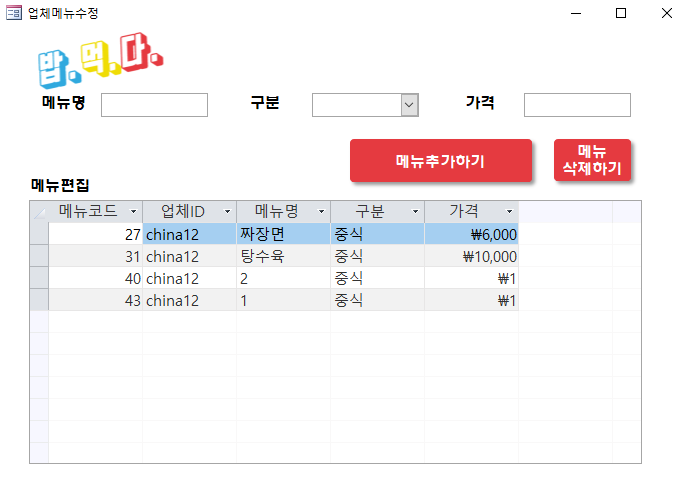 업체메뉴수정
밥.먹.다.
메뉴명 구분 가격
메뉴추가하기 메뉴
삭제하기
메뉴편집
메뉴코드 업체ID 메뉴명 구분 가격
27 china12 짜장면 중식 ₩6,000
31 china12 탕수육 중식 ₩10,000
40 china12 2 중식 ₩1
43 china12 1 중식 ₩1